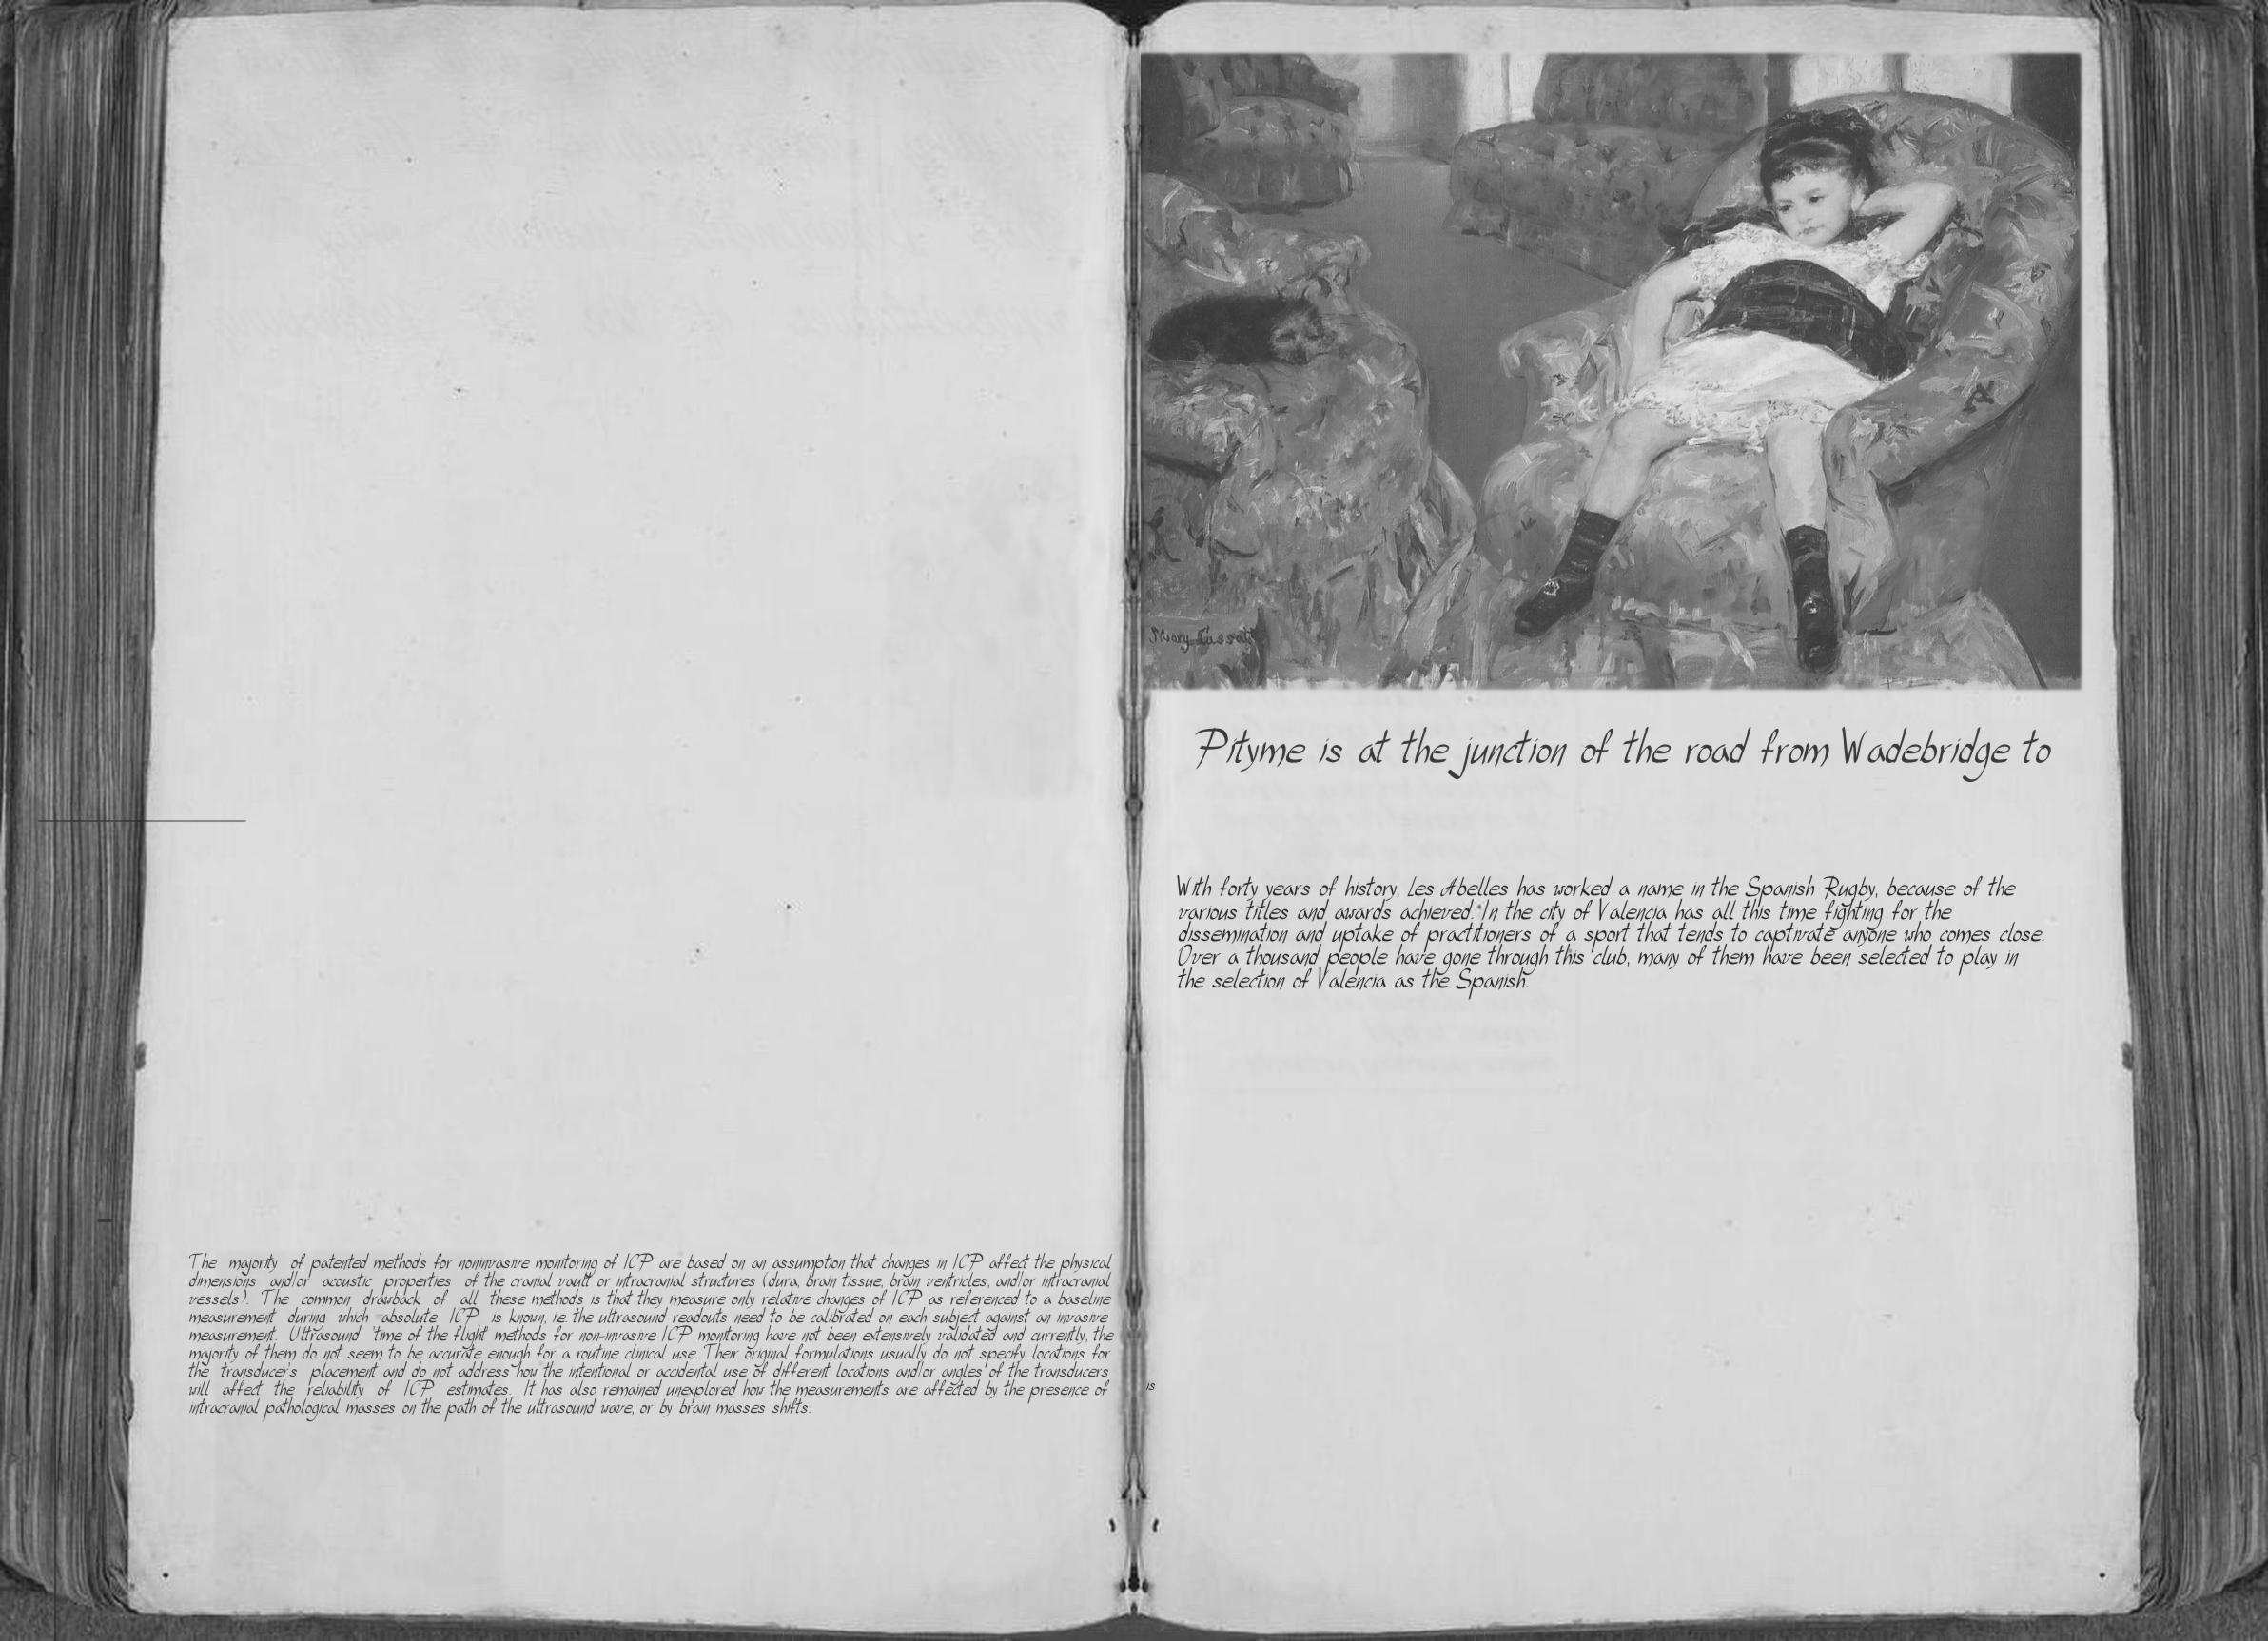 The majority of patented methods for noninvasive monitoring of ICP are based on an assumption that changes in ICP affect the physical
dimensions and/or acoustic properties of the cranial vault or intracranial structures (dura, brain tissue, brain ventricles, and/or intracranial
vessels). The common drawback of all these methods is that they measure only relative changes of ICP as referenced to a baseline
measurement during which absolute ICP is known, i.e. the ultrasound readouts need to be calibrated on each subject against an invasive
measurement. Ultrasound 'time of the flight' methods for non-invasive ICP monitoring have not been extensively validated and currently, the
majority of them do not seem to be accurate enough for a routine clinical use. Their original formulations usually do not specify locations for
the transducer's placement and do not address how the intentional or accidental use of different locations and/or angles of the transducers
will affect the reliability of ICP estimates. It has also remained unexplored how the measurements are affected by the presence of
intracranial pathological masses on the path of the ultrasound wave, or by brain masses shifts.
Mary Cassatt
Pityme is at the junction of the road from Wadebridge to
With forty years of history, Les Abelles has worked a name in the Spanish Rugby, because of the
various titles and awards achieved. In the city of Valencia has all this time fighting for the
dissemination and uptake of practitioners of a sport that tends to captivate anyone who comes close.
Over a thousand people have gone through this club, many of them have been selected to play in
the selection of Valencia as the Spanish.
is